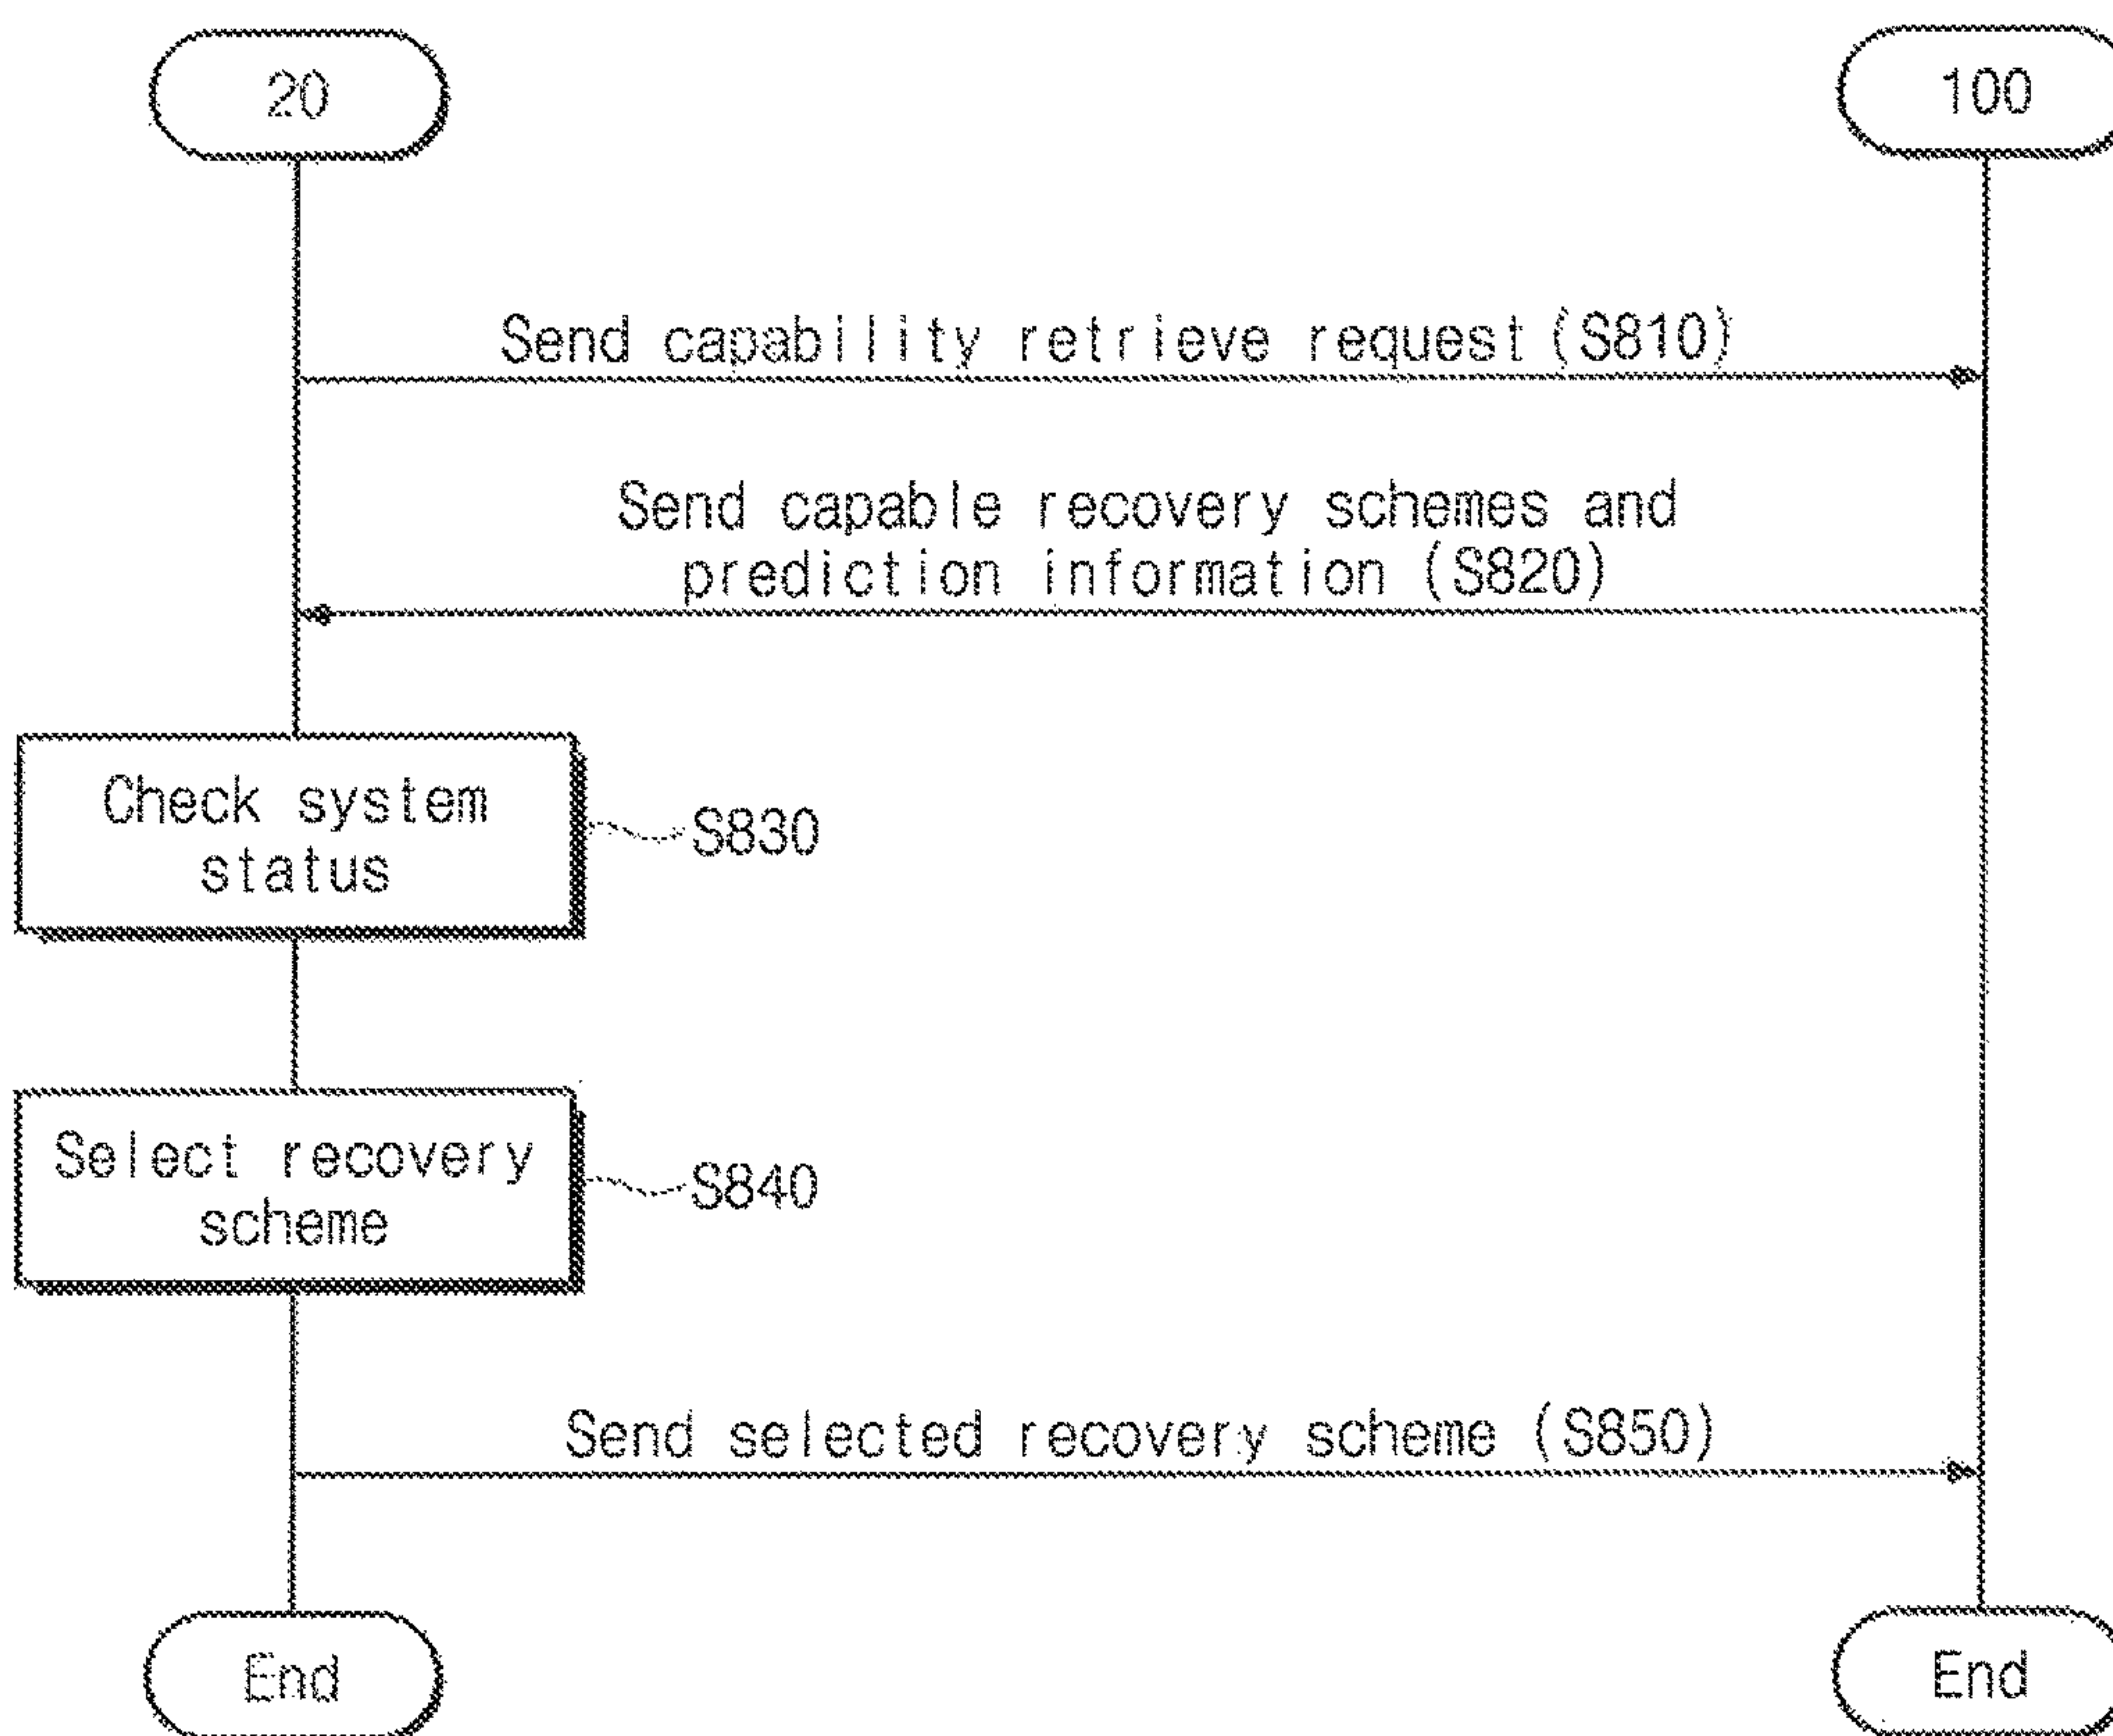 20
100
Send capability retrieve request (S810)
Send capable recovery schemes and
prediction information (S820)
Check system
status
S830
Select recovery
scheme
S840
Send selected recovery scheme (S850)
End
End